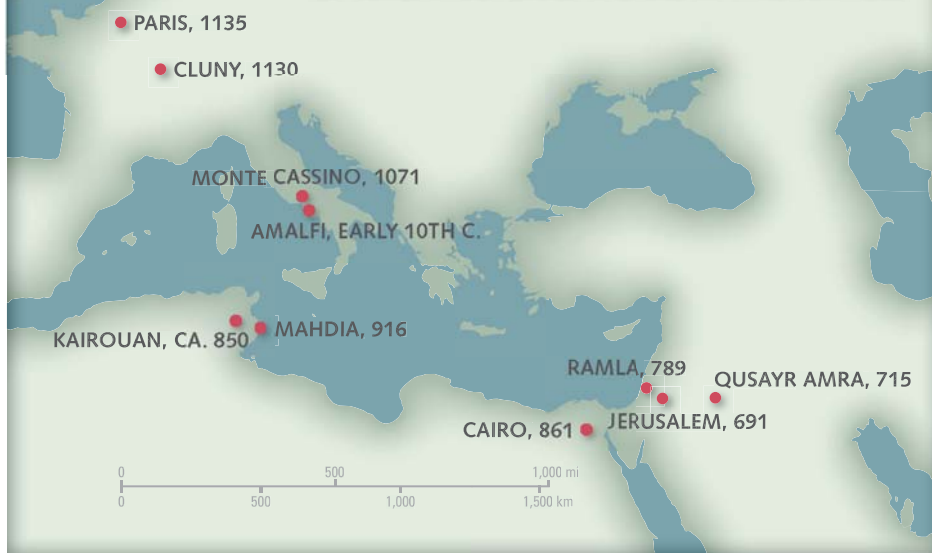 PARIS, 1135
CLUNY, 1130
MONTE CASSINO, 1071
AMALFI, EARLY 10TH C.
KAIROUAN, CA. 850
MAHDIA, 916
RAMLA, 789
QUSAYR AMRA, 715
JERUSALEM, 691
CAIRO, 861
0 500 1,000 mi
0 500 1,000 1,500 km